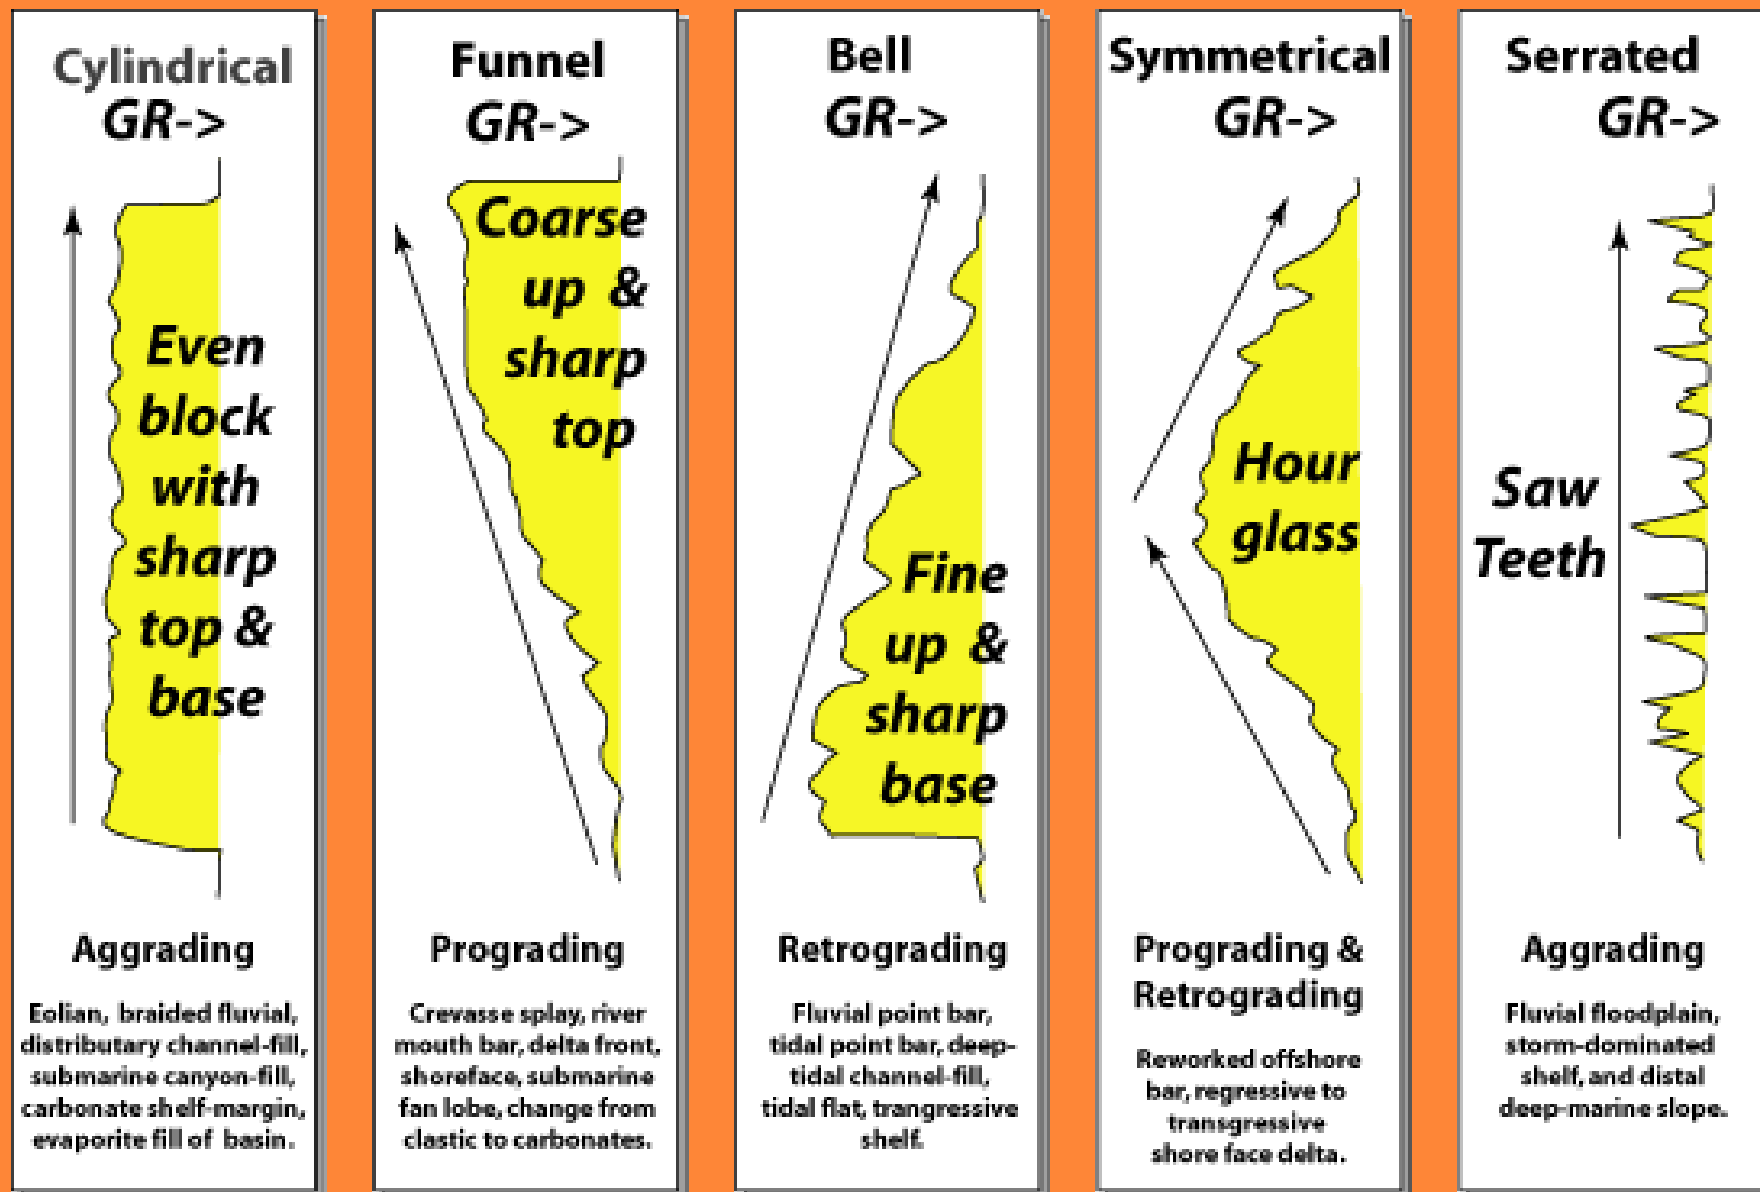 Cylindrical
GR->
Even
block
with
sharp
top &
base
Aggrading
Eolian, braided fluvial,
distributary channel-fill,
submarine canyon-fill,
carbonate shelf-margin,
evaporite fill of basin.
Funnel
GR->
Coarse
up &
sharp
top
Prograding
Crevasse splay, river
mouth bar, delta front,
shoreface, submarine
fan lobe, change from
clastic to carbonates.
Bell
GR->
Fine
up &
sharp
base
Retrograding
Fluvial point bar,
tidal point bar, deep-
tidal channel-fill,
tidal flat, trangressive
shelf.
Symmetrical
GR->
Hour
glass
Prograding &
Retrograding
Reworked offshore
bar, regressive to
transgressive
shore face delta.
Serrated
GR->
Saw
Teeth
Aggrading
Fluvial floodplain,
storm-dominated
shelf, and distal
deep-marine slope.